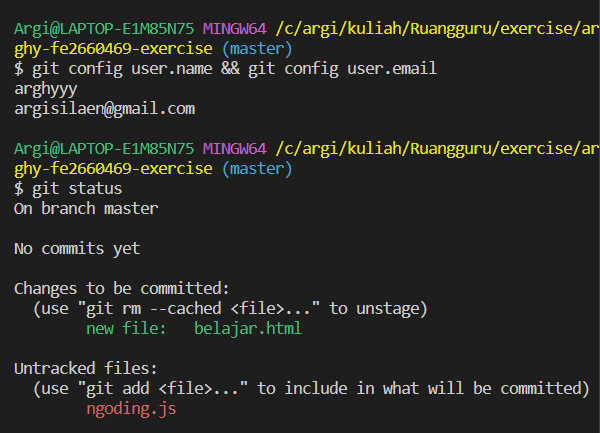 Argi@LAPTOP-E1M85N75 MINGW64 /c/argi/kuliah/Ruangguru/exercise/ar
ghy-fe2660469-exercise (master)
$ git config user.name && git config user.email
arghyyy
argisilaen@gmail.com
Argi@LAPTOP-E1M85N75 MINGW64 /c/argi/kuliah/Ruangguru/exercise/ar
ghy-fe2660469-exercise (master)
$ git status
On branch master
No commits yet
Changes to be committed:
(use "git rm --cached <file>..." to unstage)
new file:   belajar.html
Untracked files:
(use "git add <file>..." to include in what will be committed)
ngoding.js